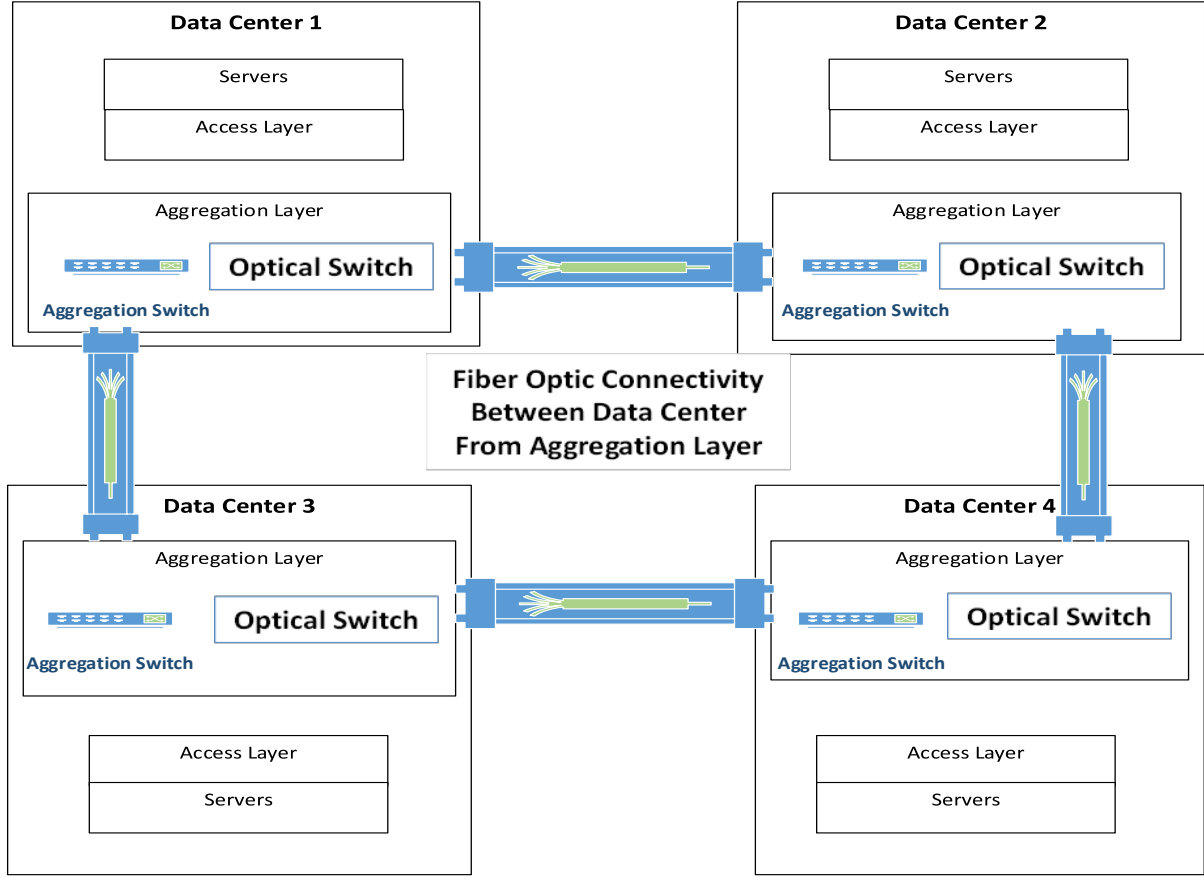 Data Center 1
Servers
Access Layer
Aggregation Layer
Optical Switch
Aggregation Switch
Data Center 2
Servers
Access Layer
Aggregation Layer
Optical Switch
Aggregation Switch
Fiber Optic Connectivity
Between Data Center
From Aggregation Layer
Data Center 3
Aggregation Layer
Optical Switch
Aggregation Switch
Access Layer
Servers
Data Center 4
Aggregation Layer
Optical Switch
Aggregation Switch
Access Layer
Servers